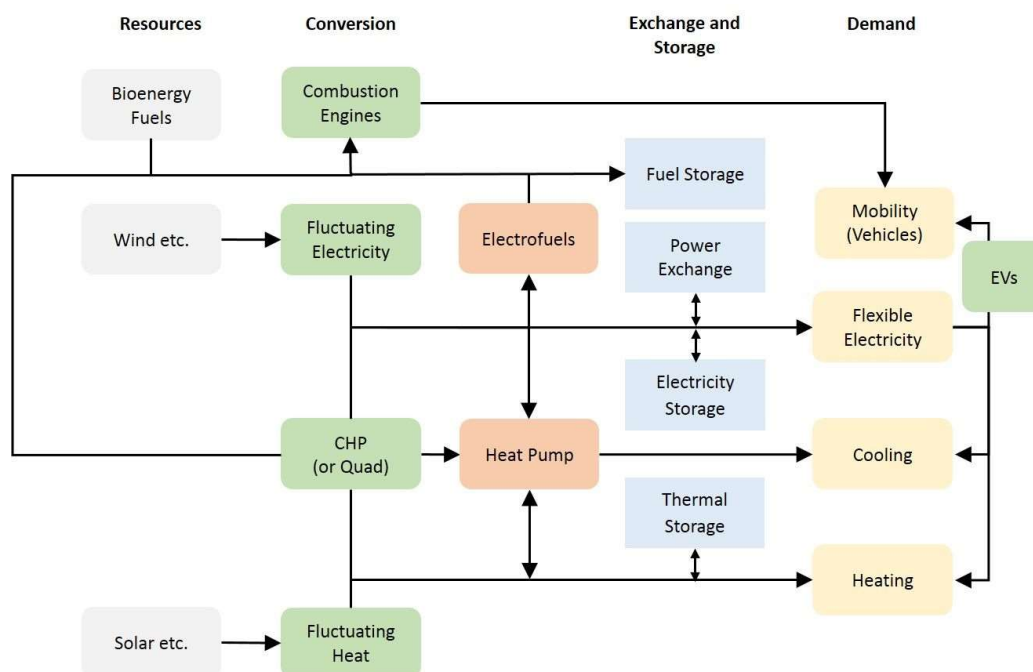 Resources
Conversion
Exchange and
Storage
Demand
Bioenergy
Fuels
Combustion
Engines
Fuel Storage
Wind etc.
Fluctuating
Electricity
Electrofuels
Power
Exchange
Mobility
(Vehicles)
EVs
Flexible
Electricity
Electricity
Storage
CHP
(or Quad)
Heat Pump
Cooling
Thermal
Storage
Heating
Solar etc.
Fluctuating
Heat